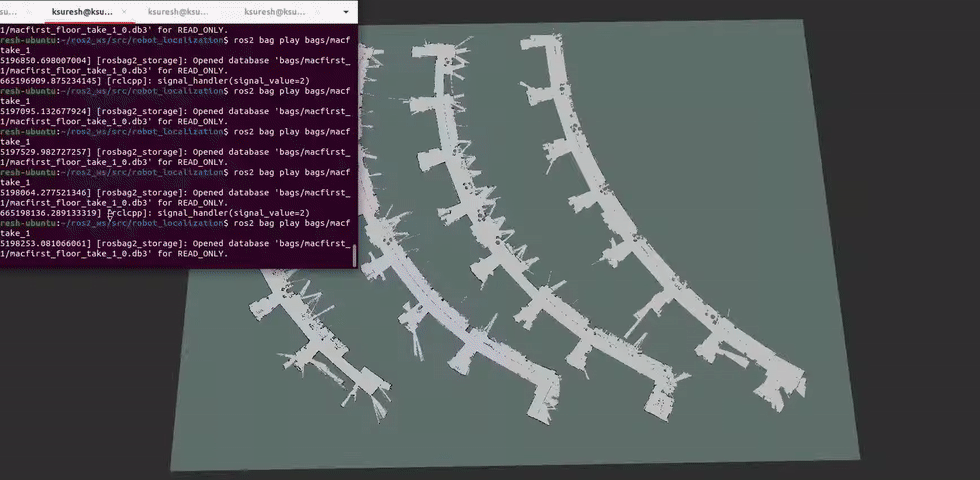 su...
ksuresh@ksu...
ksuresh@ksu...
ksuresh@ksu...
1/macfirst_floor_take_1_0.db3' for READ_ONLY.
resh-ubuntu:~/ros2_ws/src/robot_localization$ ros2 bag play bags/macf
take_1
5196850.698007004] [rosbag2_storage]: Opened database 'bags/macfirst_
1/macfirst_floor_take_1_0.db3' for READ_ONLY.
665196909.875234145] [rclcpp]: signal_handler(signal_value=2)
resh-ubuntu:~/ros2_ws/src/robot_localization$ ros2 bag play bags/macf
take_1
5197095.132677924] [rosbag2_storage]: Opened database 'bags/macfirst_
1/macfirst_floor_take_1_0.db3' for READ_ONLY.
resh-ubuntu:~/ros2_ws/src/robot_localization$ ros2 bag play bags/macf
take_1
5197529.982727257] [rosbag2_storage]: Opened database 'bags/macfirst_
1/macfirst_floor_take_1_0.db3' for READ_ONLY.
resh-ubuntu:~/ros2_ws/src/robot_localization$ ros2 bag play bags/macf
take_1
5198064.277521346] [rosbag2_storage]: Opened database 'bags/macfirst_
1/macfirst_floor_take_1_0.db3' for READ_ONLY.
665198136.289133319] [rclcpp]: signal_handler(signal_value=2)
resh-ubuntu:~/ros2_ws/src/robot_localization$ ros2 bag play bags/macf
take_1
5198253.081066061] [rosbag2_storage]: Opened database 'bags/macfirst_
1/macfirst_floor_take_1_0.db3' for READ_ONLY.